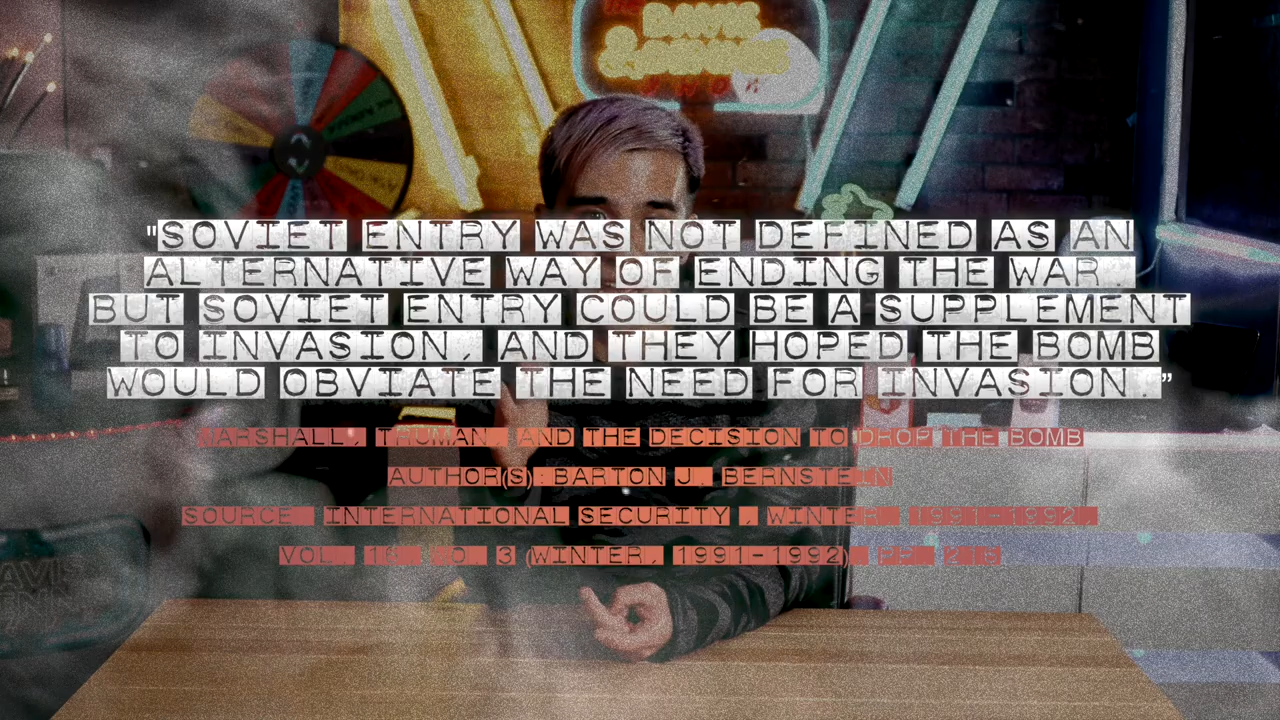 THE
DAVE
&
SHOW
"SOVIET ENTRY WAS NOT DEFINED AS AN
ALTERNATIVE WAY OF ENDING THE WAR.
BUT SOVIET ENTRY COULD BE A SUPPLEMENT
TO INVASION, AND THEY HOPED THE BOMB
WOULD OBVIATE THE NEED FOR INVASION."
MARSHALL, TRUMAN, AND THE DECISION TO DROP THE BOMB
AUTHOR(S): BARTON J. BERNSTEIN
SOURCE: INTERNATIONAL SECURITY, WINTER, 1991-1992,
VOL. 16, NO. 3 (WINTER, 1991-1992), PP.